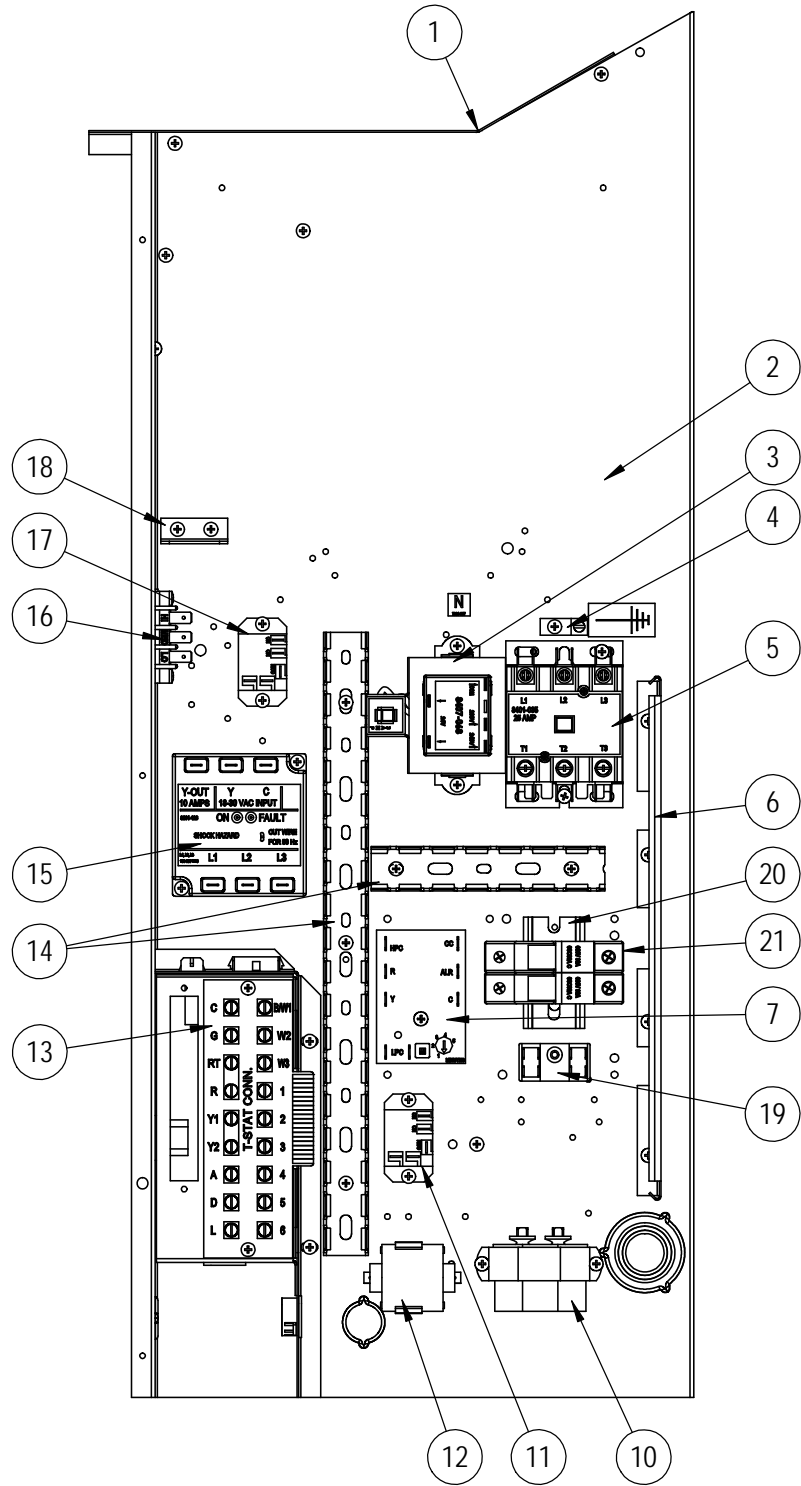 1
2
3
4
18
17
16
N
5
L1 L2 L3
25 AMP
T1 T2 T3
6
Y-OUT Y C
10 AMPS 18-30 VAC INPUT
ON FAULT
SHOCK HAZARD
CUT WIRE
FOR 50 Hz
L1 L2 L3
15
14
20
21
HPC CC
R ALR
Y C
LPC
7
13
19
T-STAT CONN.
C B/W1
G W2
RT W3
R 1
Y1 2
Y2 3
A 4
D 5
L 6
12
11
10